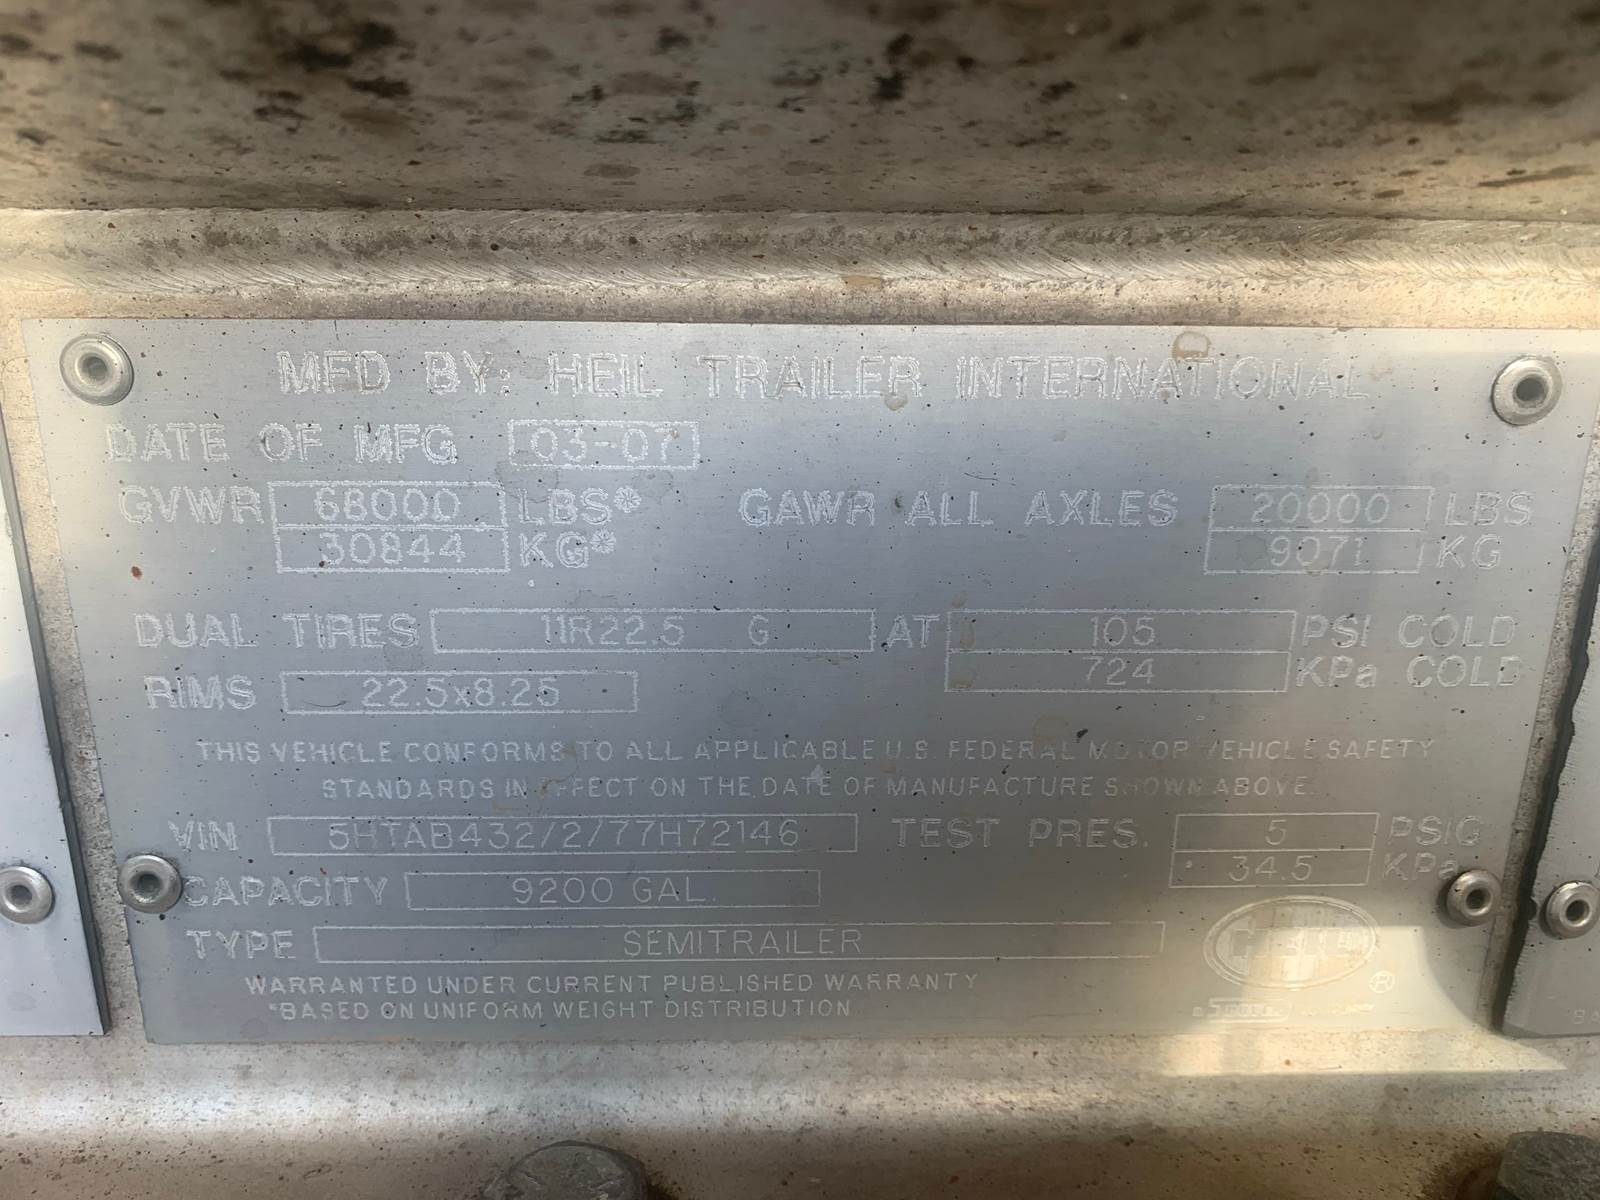 MFD BY: HEIL TRAILER INTERNATIONAL
DATE OF MFG 03-07
GVWR 68000 LBS* GAWR ALL AXLES 20000 LBS
30844 KG* 9071 KG
DUAL TIRES 11R22.5 G AT 105 PSI COLD
724 KPa COLD
RIMS 22.5x8.25
THIS VEHICLE CONFORMS TO ALL APPLICABLE U.S. FEDERAL MOTOR VEHICLE SAFETY
STANDARDS IN EFFECT ON THE DATE OF MANUFACTURE SHOWN ABOVE.
VIN 5HTAB432/2/77H72146 TEST PRES. 5 PSIG
34.5 KPa
CAPACITY 9200 GAL.
TYPE SEMITRAILER
HEIL ®
WARRANTED UNDER CURRENT PUBLISHED WARRANTY
*BASED ON UNIFORM WEIGHT DISTRIBUTION